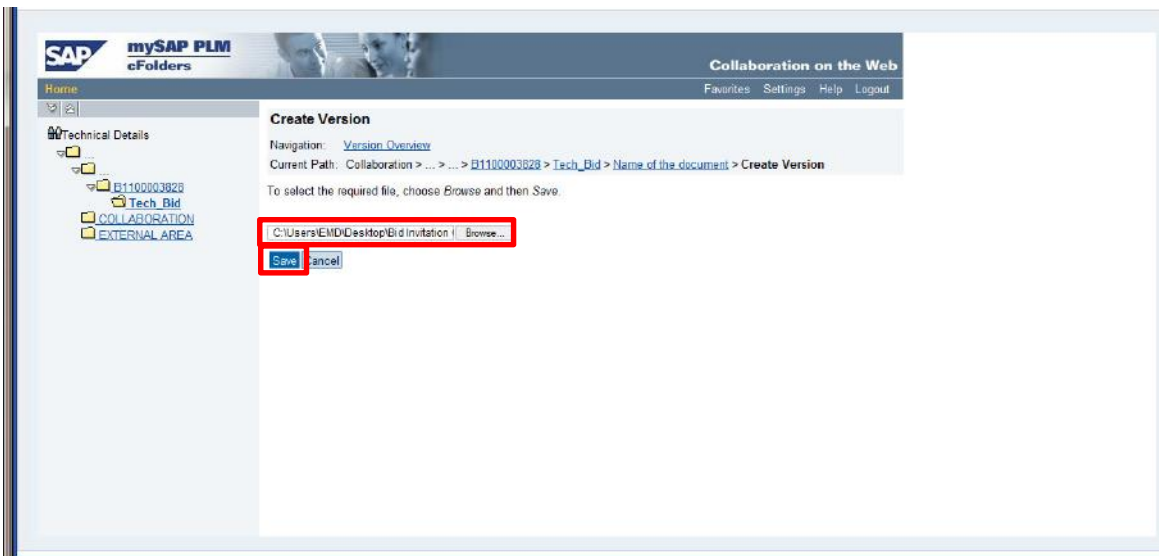 SAP
mySAP PLM
cFolders
Collaboration on the Web
Home
Favorites Settings Help Logout
Technical Details
...
...
B1100003828
Tech_Bid
COLLABORATION
EXTERNAL AREA
Create Version
Navigation: Version Overview
Current Path: Collaboration > ... > ... > B1100003828 > Tech_Bid > Name of the document > Create Version
To select the required file, choose Browse and then Save.
C:\Users\EMD\Desktop\Bid Invitation ( Browse...
Save Cancel